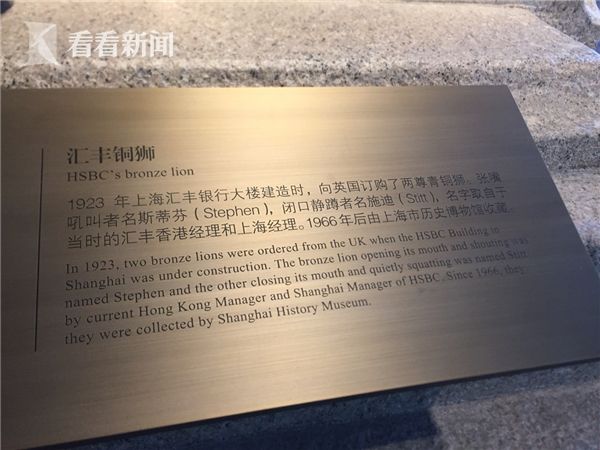 看看新闻
汇丰铜狮
HSBC's bronze lion
1923 年上海汇丰银行大楼建造时，向英国订购了两尊青铜狮。张嘴
吼叫者名斯蒂芬（Stephen），闭口静蹲者名施迪（Stitt），名字取自于
当时的汇丰香港经理和上海经理。1966年后由上海市历史博物馆收藏。
In 1923, two bronze lions were ordered from the UK when the HSBC Building in
Shanghai was under construction. The bronze lion opening its mouth and shouting was
named Stephen and the other closing its mouth and quietly squatting was named Stitt
by current Hong Kong Manager and Shanghai Manager of HSBC. Since 1966, they
they were collected by Shanghai History Museum.